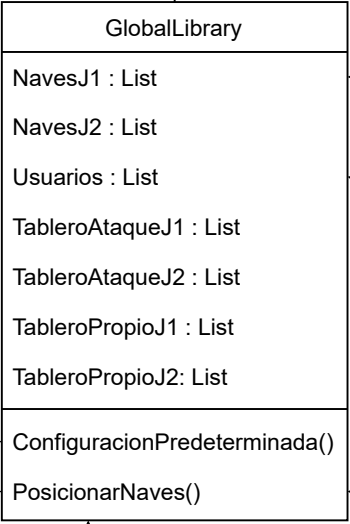 GlobalLibrary
NavesJ1 : List
NavesJ2 : List
Usuarios : List
TableroAtaqueJ1 : List
TableroAtaqueJ2 : List
TableroPropioJ1 : List
TableroPropioJ2: List
ConfiguracionPredeterminada()
PosicionarNaves()